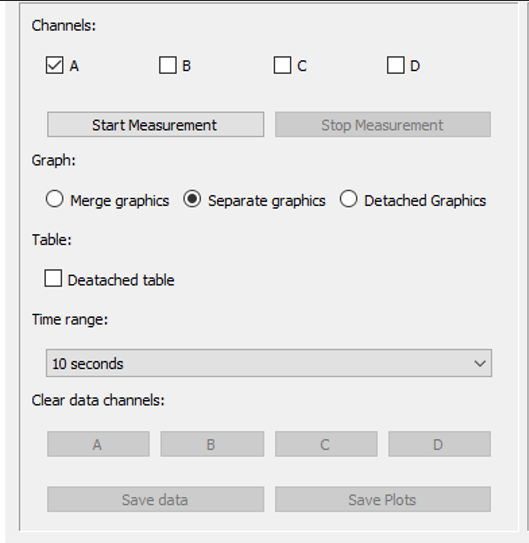 Channels:
A B C D
Start Measurement Stop Measurement
Graph:
Merge graphics Separate graphics Detached Graphics
Table:
Deatached table
Time range:
10 seconds
Clear data channels:
A B C D
Save data Save Plots